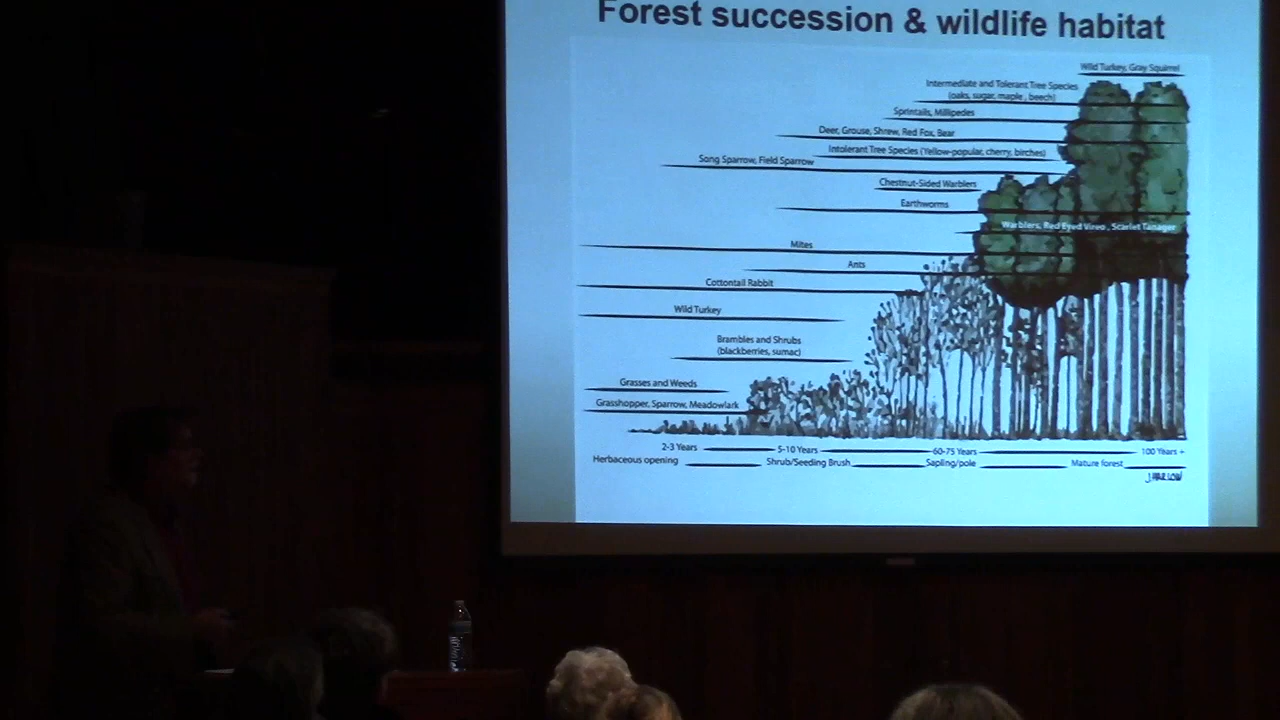 Forest succession & wildlife habitat
Wild Turkey, Gray Squirrel
Intermediate and Tolerant Tree Species
(oaks, sugar, maple , beech)
Sprintails, Millipedes
Deer, Grouse, Shrew, Red Fox, Bear
Intolerant Tree Species (Yellow-popular, cherry, birches)
Song Sparrow, Field Sparrow
Chestnut-Sided Warblers
Earthworms
Warblers, Red Eyed Vireo , Scarlet Tanager
Mites
Ants
Cottontail Rabbit
Wild Turkey
Brambles and Shrubs
(blackberries, sumac)
Grasses and Weeds
Grasshopper, Sparrow, Meadowlark
2-3 Years 5-10 Years 60-75 Years 100 Years +
Herbaceous opening Shrub/Seeding Brush Sapling/pole Mature forest
J.HARLOW